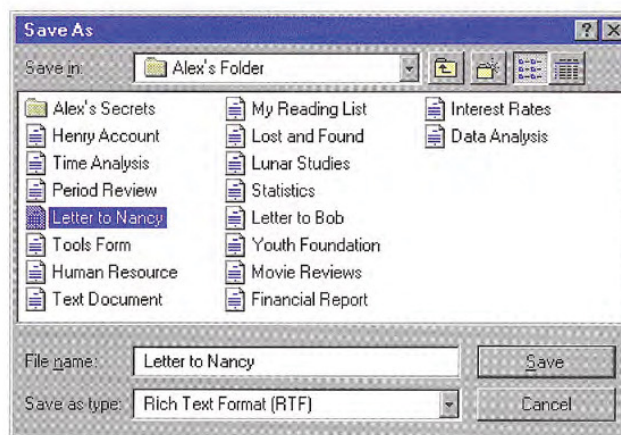 Save As
Save in: Alex's Folder
Alex's Secrets
Henry Account
Time Analysis
Period Review
Letter to Nancy
Tools Form
Human Resource
Text Document
My Reading List
Lost and Found
Lunar Studies
Statistics
Letter to Bob
Youth Foundation
Movie Reviews
Financial Report
Interest Rates
Data Analysis
File name: Letter to Nancy
Save
Save as type: Rich Text Format (RTF)
Cancel